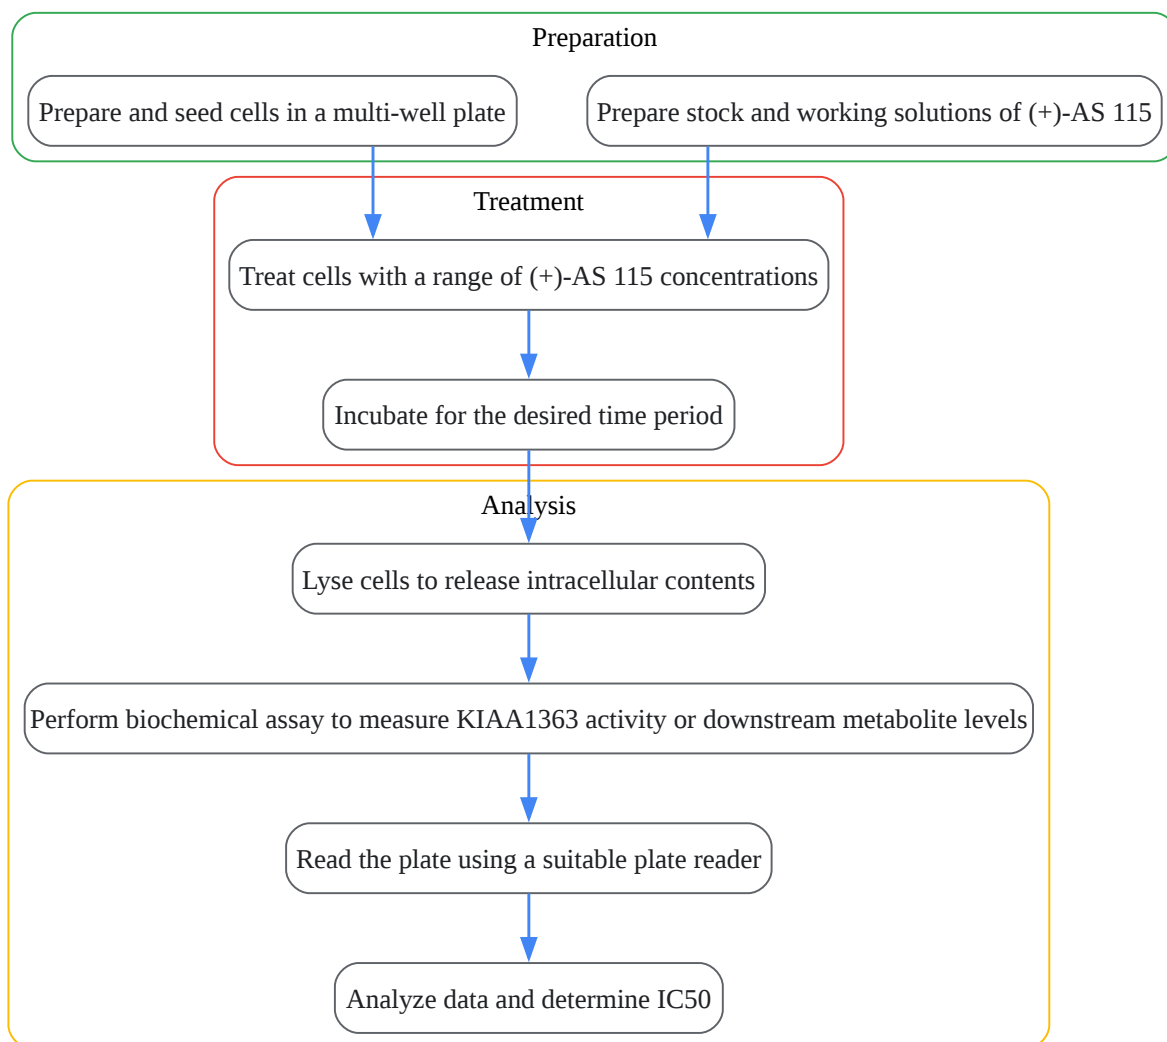 Preparation
Prepare and seed cells in a multi-well plate
Prepare stock and working solutions of (+)-AS 115
Treatment
Treat cells with a range of (+)-AS 115 concentrations
Incubate for the desired time period
Analysis
Lyse cells to release intracellular contents
Perform biochemical assay to measure KIAA1363 activity or downstream metabolite levels
Read the plate using a suitable plate reader
Analyze data and determine IC50